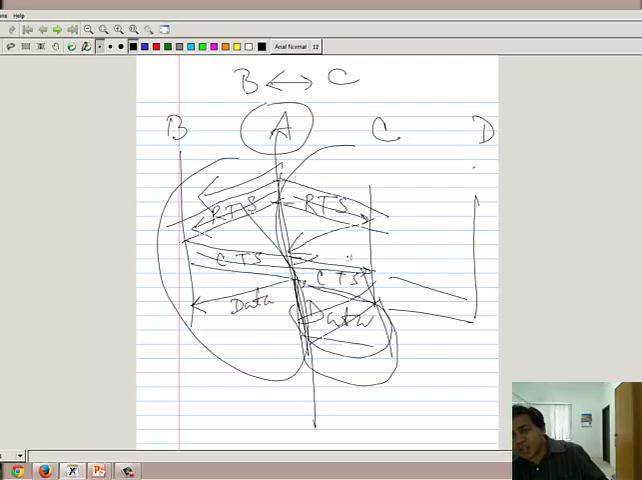 Help
Arial Normal 12
B ↔ C
B A C D
RTS RTS
CTS
CTS
Data Data